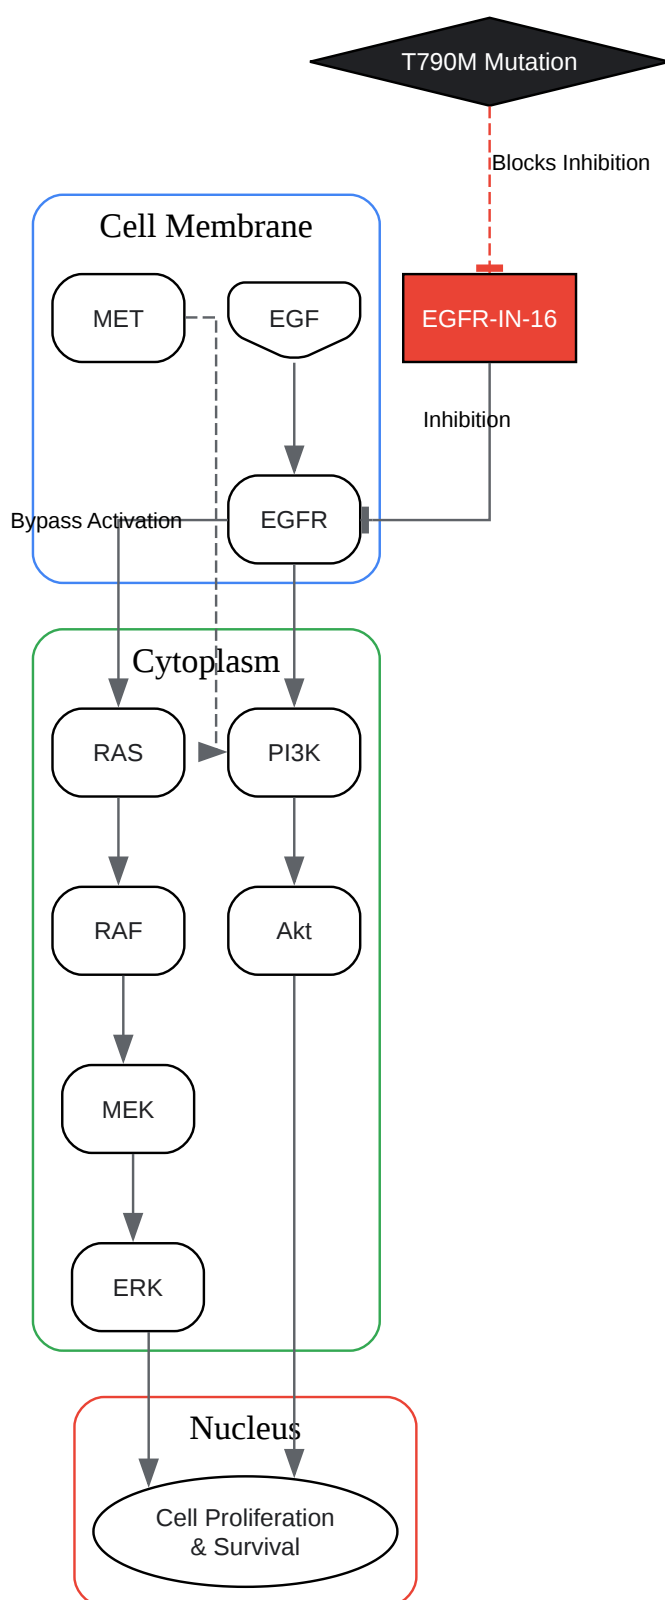 T790M Mutation
Blocks Inhibition
Cell Membrane
MET
EGF
EGFR-IN-16
Inhibition
Bypass Activation
EGFR
Cytoplasm
RAS
PI3K
RAF
Akt
MEK
ERK
Nucleus
Cell Proliferation
& Survival